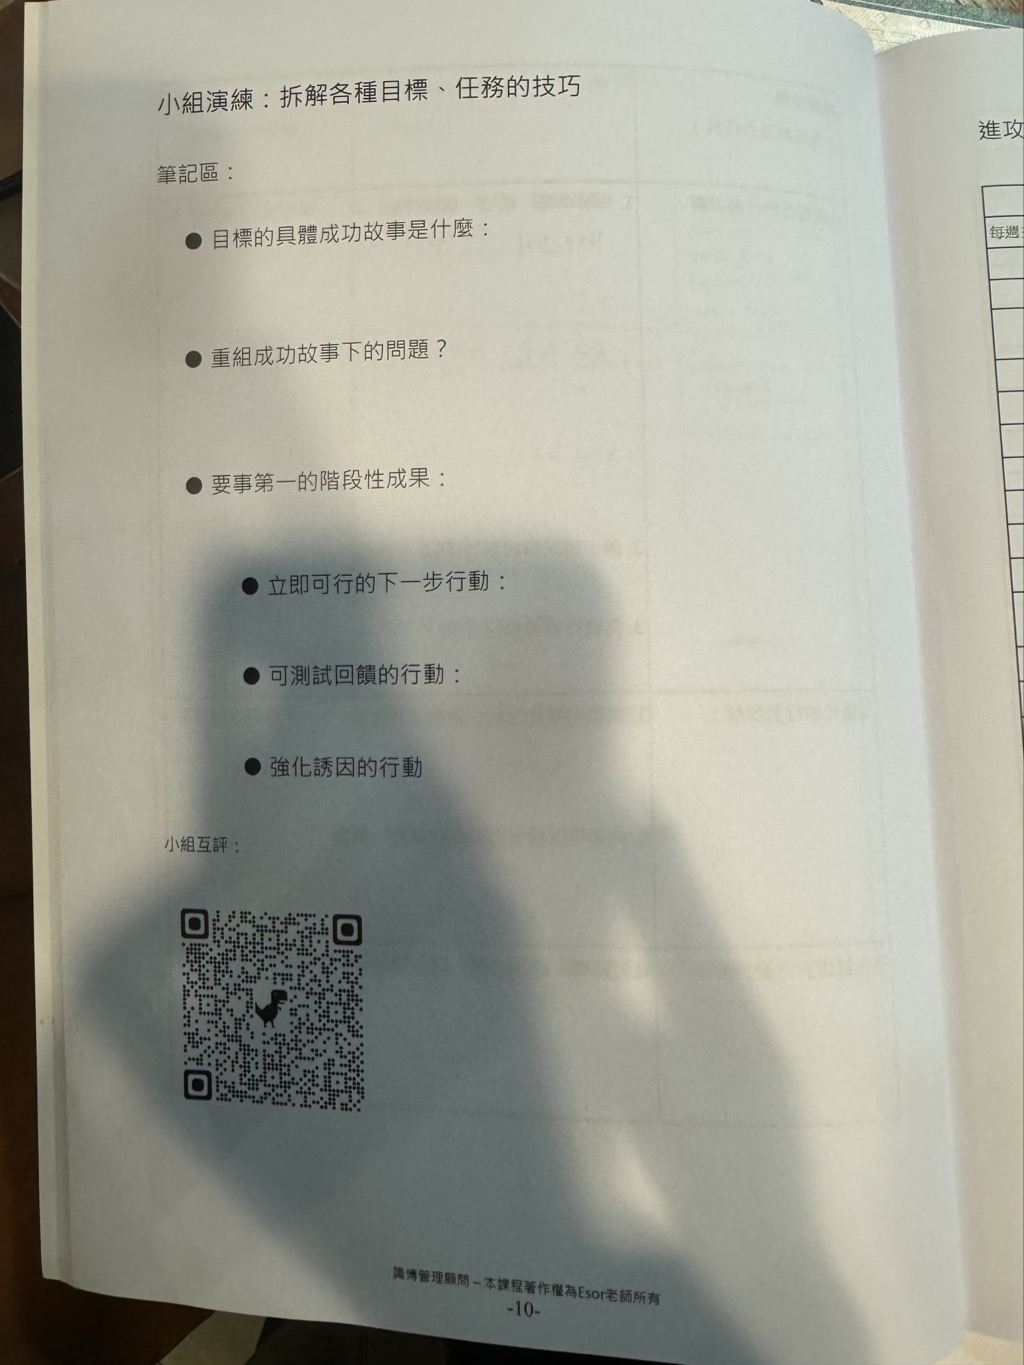 小組演練：拆解各種目標、任務的技巧
筆記區：
● 目標的具體成功故事是什麼：
● 重組成功故事下的問題？
● 要事第一的階段性成果：
● 立即可行的下一步行動：
● 可測試回饋的行動：
● 強化誘因的行動
小組互評：
識博管理顧問 – 本課程著作權為Esor老師所有
-10-
進攻
每週